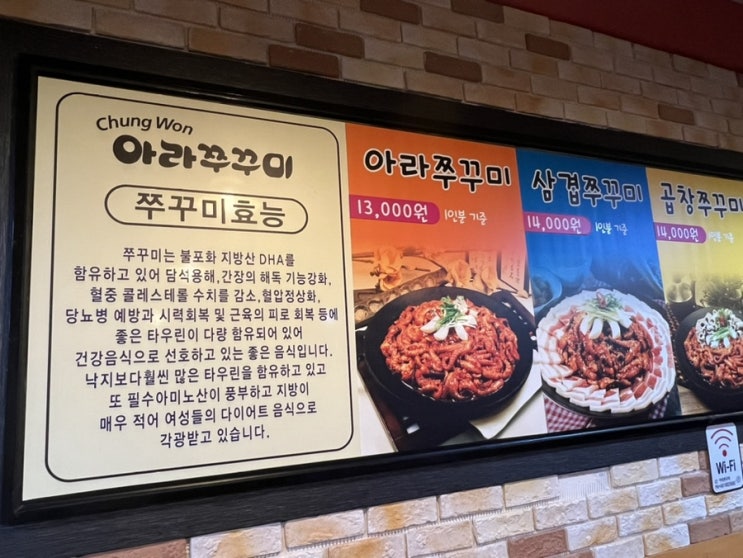 Chung Won
아라쭈꾸미
쭈꾸미효능
쭈꾸미는 불포화 지방산 DHA를
함유하고 있어 담석용해,간장의 해독 기능강화,
혈중 콜레스테롤 수치를 감소,혈압정상화,
당뇨병 예방과 시력회복 및 근육의 피로 회복 등에
좋은 타우린이 다량 함유되어 있어
건강음식으로 선호하고 있는 좋은 음식입니다.
낙지보다훨씬 많은 타우린을 함유하고 있고
또 필수아미노산이 풍부하고 지방이
매우 적어 여성들의 다이어트 음식으로
각광받고 있습니다.
아라쭈꾸미
13,000원 1인분 기준
삼겹쭈꾸미
14,000원 1인분 기준
곱창쭈꾸미
14,000원 1인분
Wi-Fi